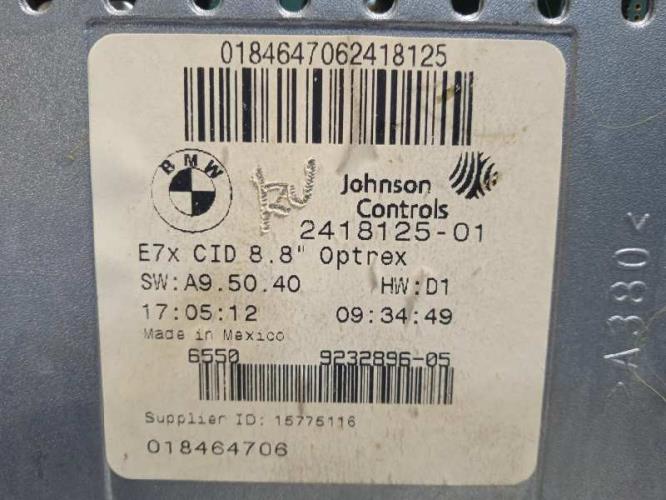 0184647062418125
BMW
Johnson
Controls
2418125-01
E7x CID 8.8" Optrex
SW:A9.50.40 HW:D1
17:05:12 09:34:49
Made in Mexico
6550 9232896-05
Supplier ID: 15775116
018464706
>A380<